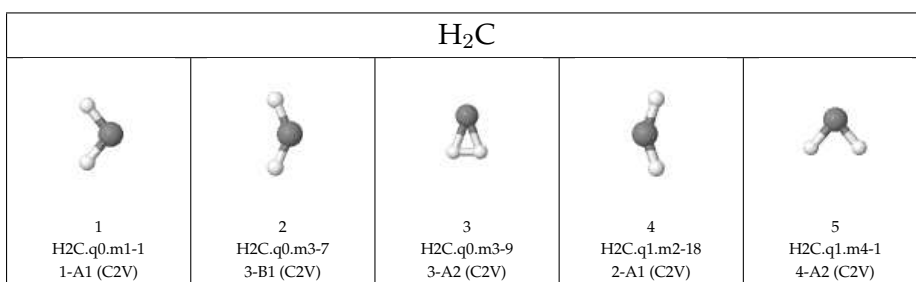 H₂C
1
H2C.q0.m1-1
1-A1 (C2V)
2
H2C.q0.m3-7
3-B1 (C2V)
3
H2C.q0.m3-9
3-A2 (C2V)
4
H2C.q1.m2-18
2-A1 (C2V)
5
H2C.q1.m4-1
4-A2 (C2V)